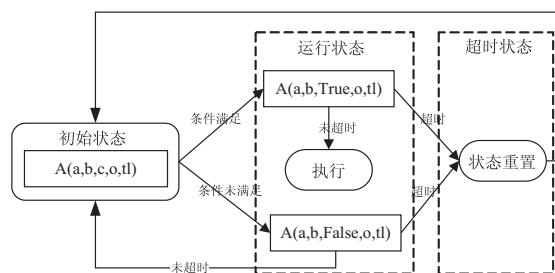 运行状态
超时状态
A(a,b,True,o,tl)
条件满足
未超时
超时
初始状态
A(a,b,c,o,tl)
执行
状态重置
条件未满足
超时
A(a,b,False,o,tl)
未超时